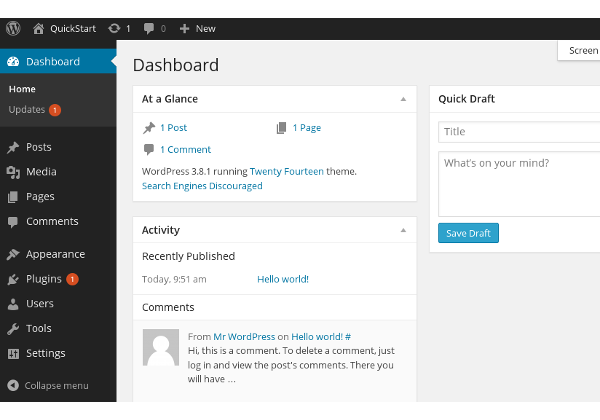 QuickStart 1 0 New
Screen
Dashboard
Home
Updates 1
Posts
Media
Pages
Comments
Appearance
Plugins 1
Users
Tools
Settings
Collapse menu
Dashboard
At a Glance
1 Post 1 Page
1 Comment
WordPress 3.8.1 running Twenty Fourteen theme.
Search Engines Discouraged
Activity
Recently Published
Today, 9:51 am Hello world!
Comments
From Mr WordPress on Hello world! #
Hi, this is a comment. To delete a comment, just
log in and view the post's comments. There you
will have …
Quick Draft
Title
What's on your mind?
Save Draft